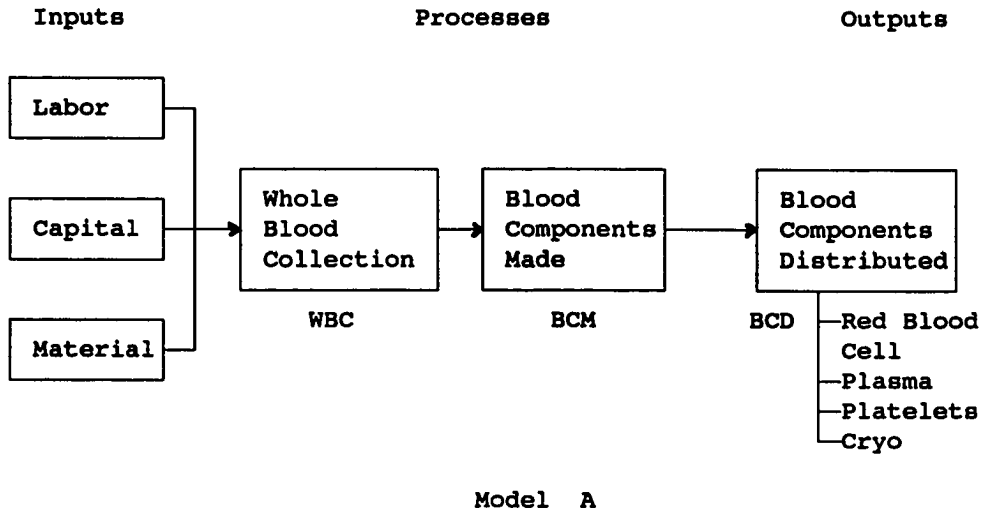 Inputs
Processes
Outputs
Labor
Capital
Material
Whole
Blood
Collection
WBC
Blood
Components
Made
BCM
Blood
Components
Distributed
BCD
Red Blood
Cell
Plasma
Platelets
Cryo
Model A